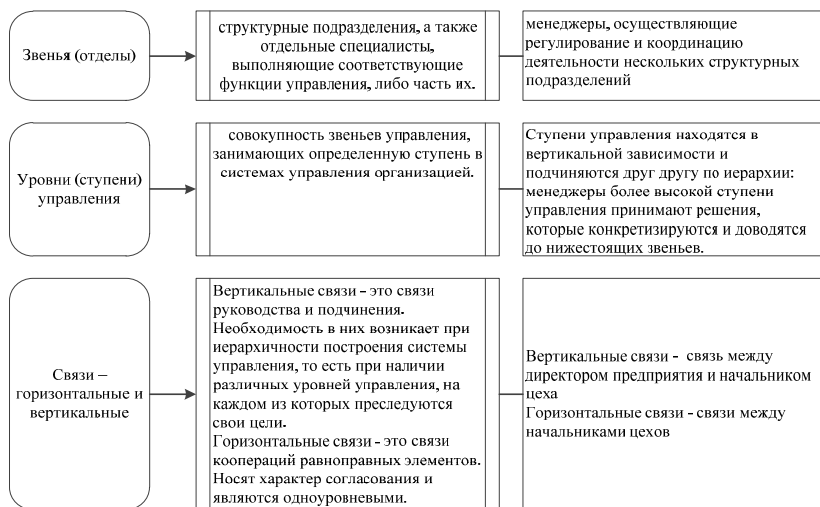 Звенья (отделы)
структурные подразделения, а также
отдельные специалисты,
выполняющие соответствующие
функции управления, либо часть их.
менеджеры, осуществляющие
регулирование и координацию
деятельности нескольких структурных
подразделений
Уровни (ступени)
управления
совокупность звеньев управления,
занимающих определенную ступень в
системах управления организацией.
Ступени управления находятся в
вертикальной зависимости и
подчиняются друг другу по иерархии:
менеджеры более высокой ступени
управления принимают решения,
которые конкретизируются и доводятся
до нижестоящих звеньев.
Связи –
горизонтальные и
вертикальные
Вертикальные связи - это связи
руководства и подчинения.
Необходимость в них возникает при
иерархичности построения системы
управления, то есть при наличии
различных уровней управления, на
каждом из которых преследуются
свои цели.
Горизонтальные связи - это связи
коопераций равноправных элементов.
Носят характер согласования и
являются одноуровневыми.
Вертикальные связи - связь между
директором предприятия и начальником
цеха
Горизонтальные связи - связи между
начальниками цехов